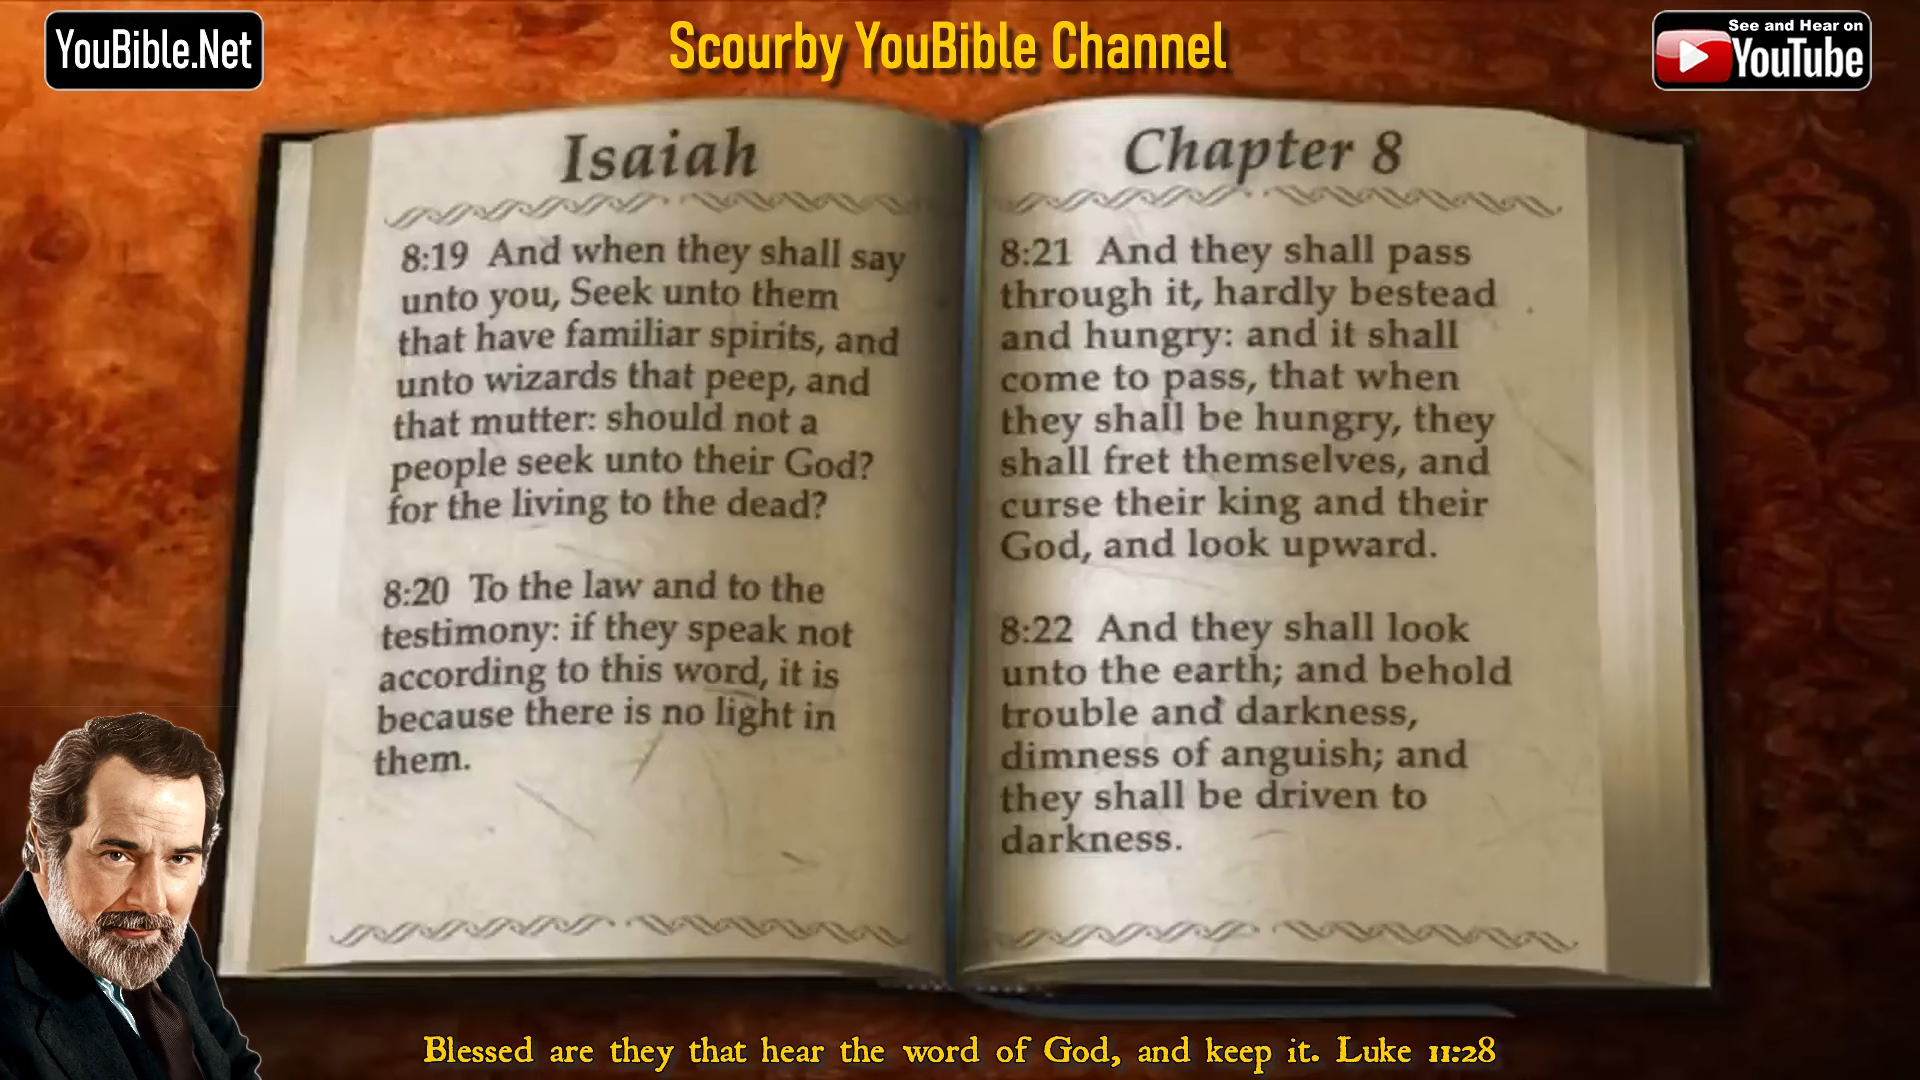 YouBible.Net
Scourby YouBible Channel
See and Hear on
YouTube
Isaiah
8:19 And when they shall say
unto you, Seek unto them
that have familiar spirits, and
unto wizards that peep, and
that mutter: should not a
people seek unto their God?
for the living to the dead?
8:20 To the law and to the
testimony: if they speak not
according to this word, it is
because there is no light in
them.
Chapter 8
8:21 And they shall pass
through it, hardly bestead
and hungry: and it shall
come to pass, that when
they shall be hungry, they
shall fret themselves, and
curse their king and their
God, and look upward.
8:22 And they shall look
unto the earth; and behold
trouble and darkness,
dimness of anguish; and
they shall be driven to
darkness.
Blessed are they that hear the word of God, and keep it. Luke 11:28